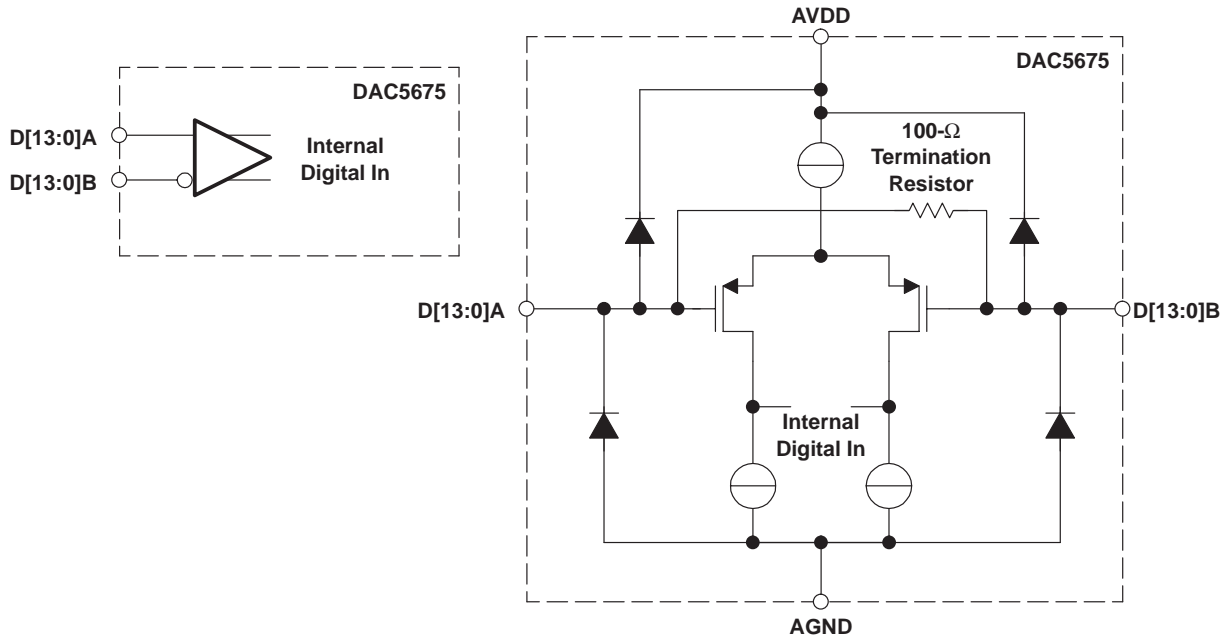 DAC5675
D[13:0]A
D[13:0]B
Internal
Digital In
AVDD
DAC5675
100-Ω
Termination
Resistor
D[13:0]A
D[13:0]B
Internal
Digital In
AGND